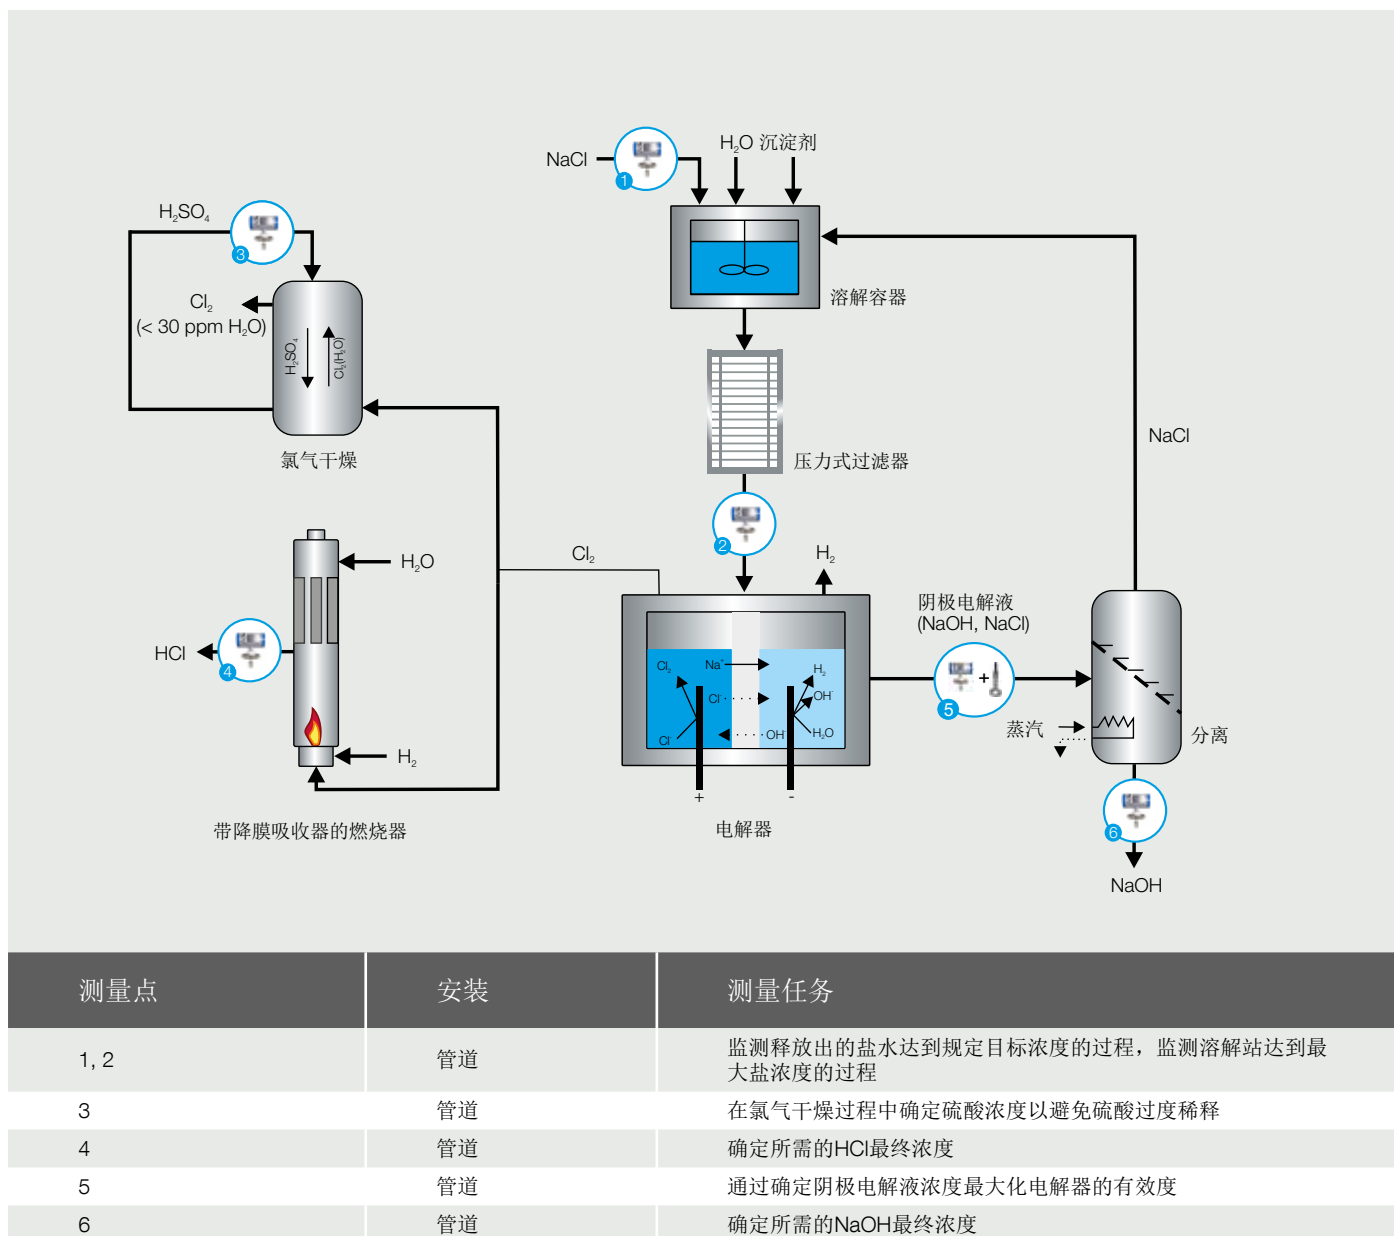 NaCl
1
H₂O 沉淀剂
H₂SO₄
3
溶解容器
Cl₂
(< 30 ppm H₂O)
H₂SO₄
Cl₂(H₂O)
NaCl
氯气干燥
压力式过滤器
2
Cl₂
H₂
H₂O
阴极电解液
(NaOH, NaCl)
HCl
4
Cl₂
Na⁺
H₂
Cl⁻
OH⁻
+
5
OH⁻
H₂O
Cl⁻
蒸汽
分离
H₂
+
-
6
带降膜吸收器的燃烧器
电解器
NaOH
测量点 安装 测量任务
1, 2 管道 监测释放出的盐水达到规定目标浓度的过程，监测溶解站达到最
大盐浓度的过程
3 管道 在氯气干燥过程中确定硫酸浓度以避免硫酸过度稀释
4 管道 确定所需的HCl最终浓度
5 管道 通过确定阴极电解液浓度最大化电解器的有效度
6 管道 确定所需的NaOH最终浓度